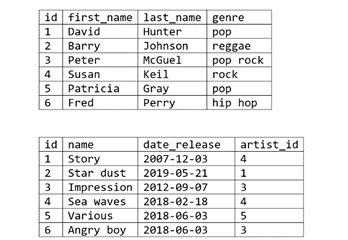 id first_name last_name genre
1 David Hunter pop
2 Barry Johnson reggae
3 Peter McGuel pop rock
4 Susan Keil rock
5 Patricia Gray pop
6 Fred Perry hip hop
id name date_release artist_id
1 Story 2007-12-03 4
2 Star dust 2019-05-21 1
3 Impression 2012-09-07 3
4 Sea waves 2018-02-18 4
5 Various 2018-06-03 5
6 Angry boy 2018-06-03 3